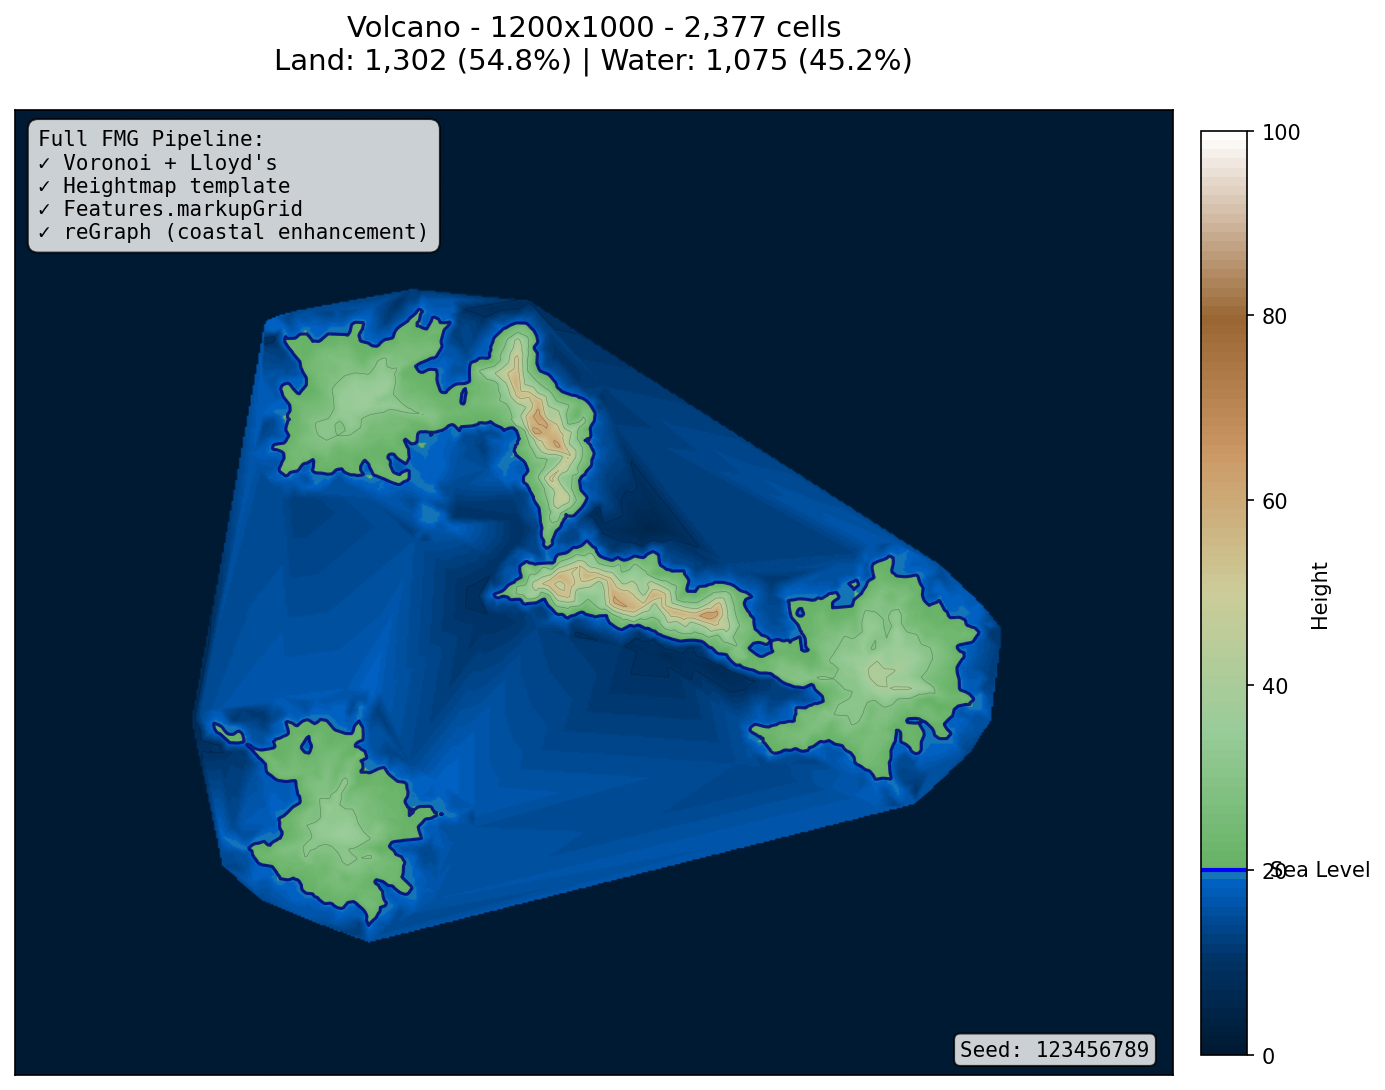 Volcano - 1200x1000 - 2,377 cells
Land: 1,302 (54.8%) | Water: 1,075 (45.2%)
Full FMG Pipeline:
✓ Voronoi + Lloyd's
✓ Heightmap template
✓ Features.markupGrid
✓ reGraph (coastal enhancement)
100
80
60
Height
40
20
Sea Level
0
Seed: 123456789